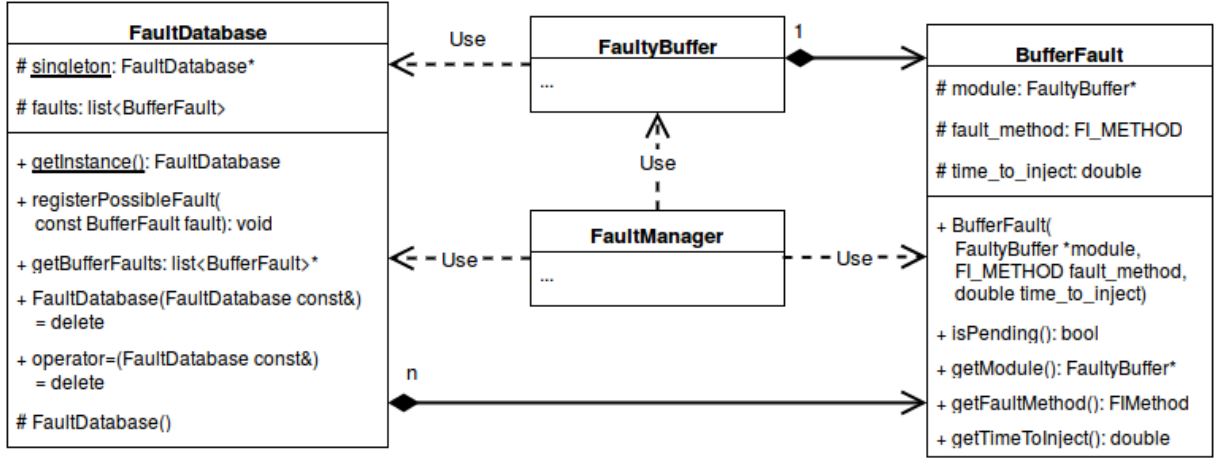 FaultDatabase
# singleton: FaultDatabase*
# faults: list<BufferFault>
+ getInstance(): FaultDatabase
+ registerPossibleFault(
const BufferFault fault): void
+ getBufferFaults: list<BufferFault>*
+ FaultDatabase(FaultDatabase const&)
= delete
+ operator=(FaultDatabase const&)
= delete
# FaultDatabase()
Use
FaultyBuffer
...
1
Use
Use
FaultManager
...
Use
n
BufferFault
# module: FaultyBuffer*
# fault_method: FI_METHOD
# time_to_inject: double
+ BufferFault(
FaultyBuffer *module,
FI_METHOD fault_method,
double time_to_inject)
+ isPending(): bool
+ getModule(): FaultyBuffer*
+ getFaultMethod(): FIMethod
+ getTimeToInject(): double